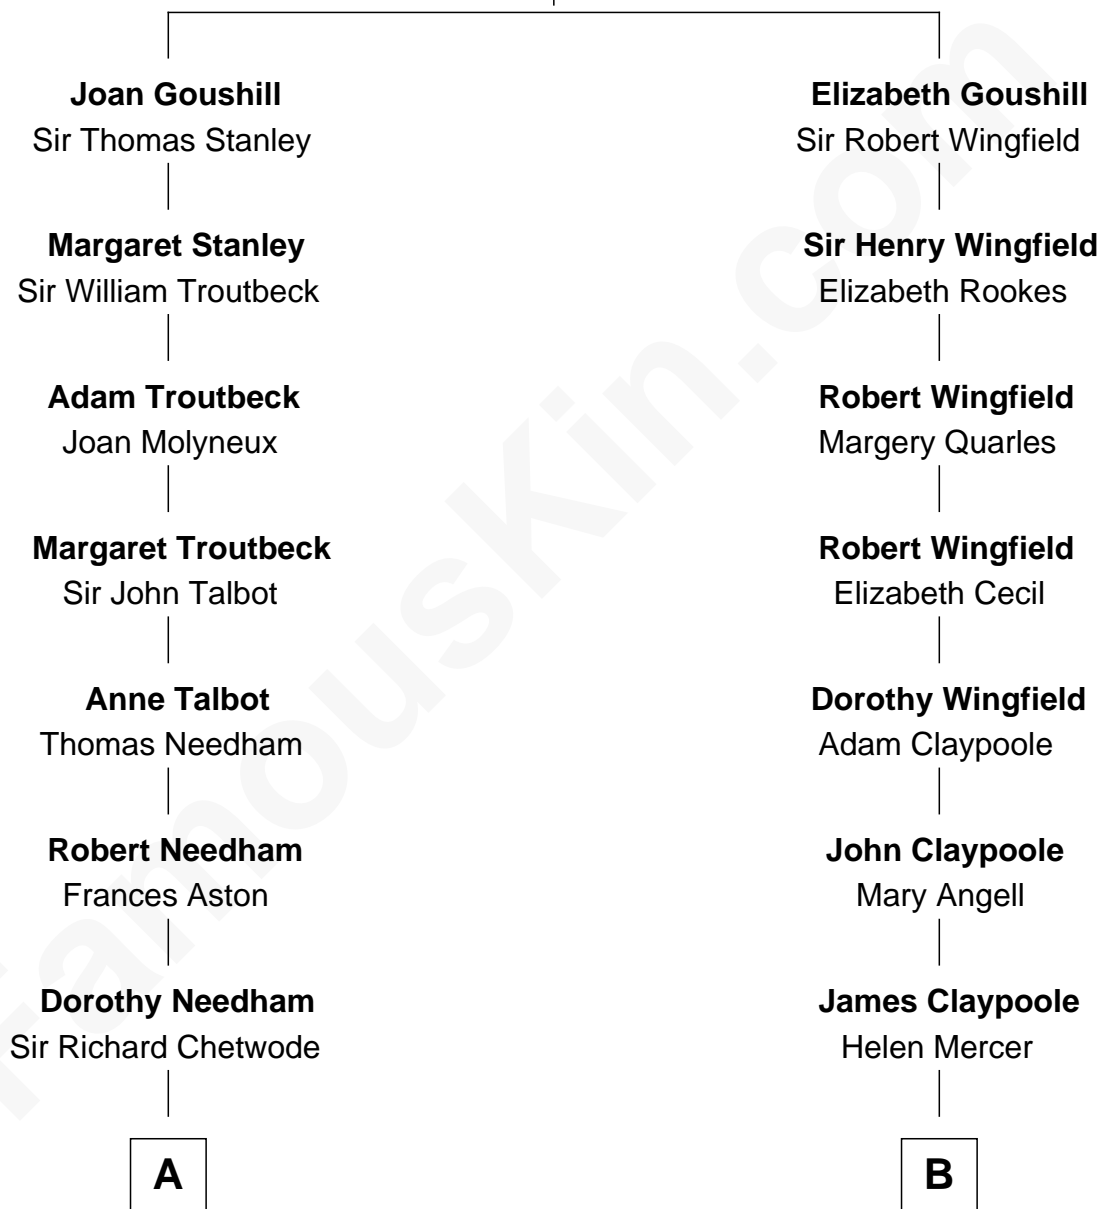 Joan Goushill
Sir Thomas Stanley
Margaret Stanley
Sir William Troutbeck
Adam Troutbeck
Joan Molyneux
Margaret Troutbeck
Sir John Talbot
Anne Talbot
Thomas Needham
Robert Needham
Frances Aston
Dorothy Needham
Sir Richard Chetwode
A
Elizabeth Goushill
Sir Robert Wingfield
Sir Henry Wingfield
Elizabeth Rookes
Robert Wingfield
Margery Quarles
Robert Wingfield
Elizabeth Cecil
Dorothy Wingfield
Adam Claypoole
John Claypoole
Mary Angell
James Claypoole
Helen Mercer
B
FamousKin.com